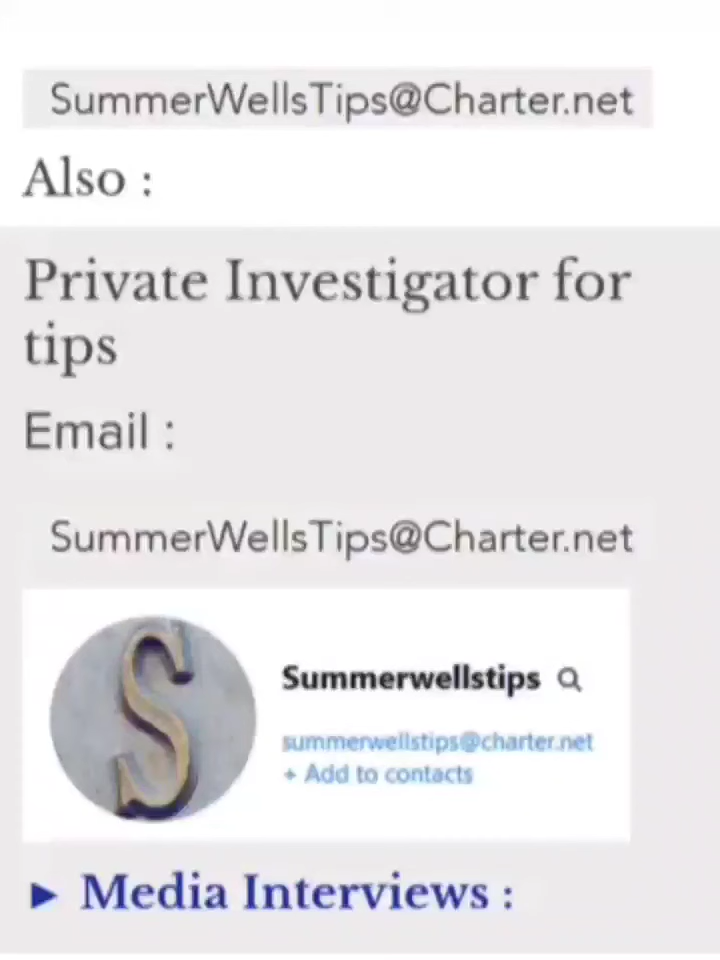 SummerWellsTips@Charter.net
Also :
Private Investigator for
tips
Email :
SummerWellsTips@Charter.net
S
Summerwellstips
summerwellstips@charter.net
+ Add to contacts
► Media Interviews :